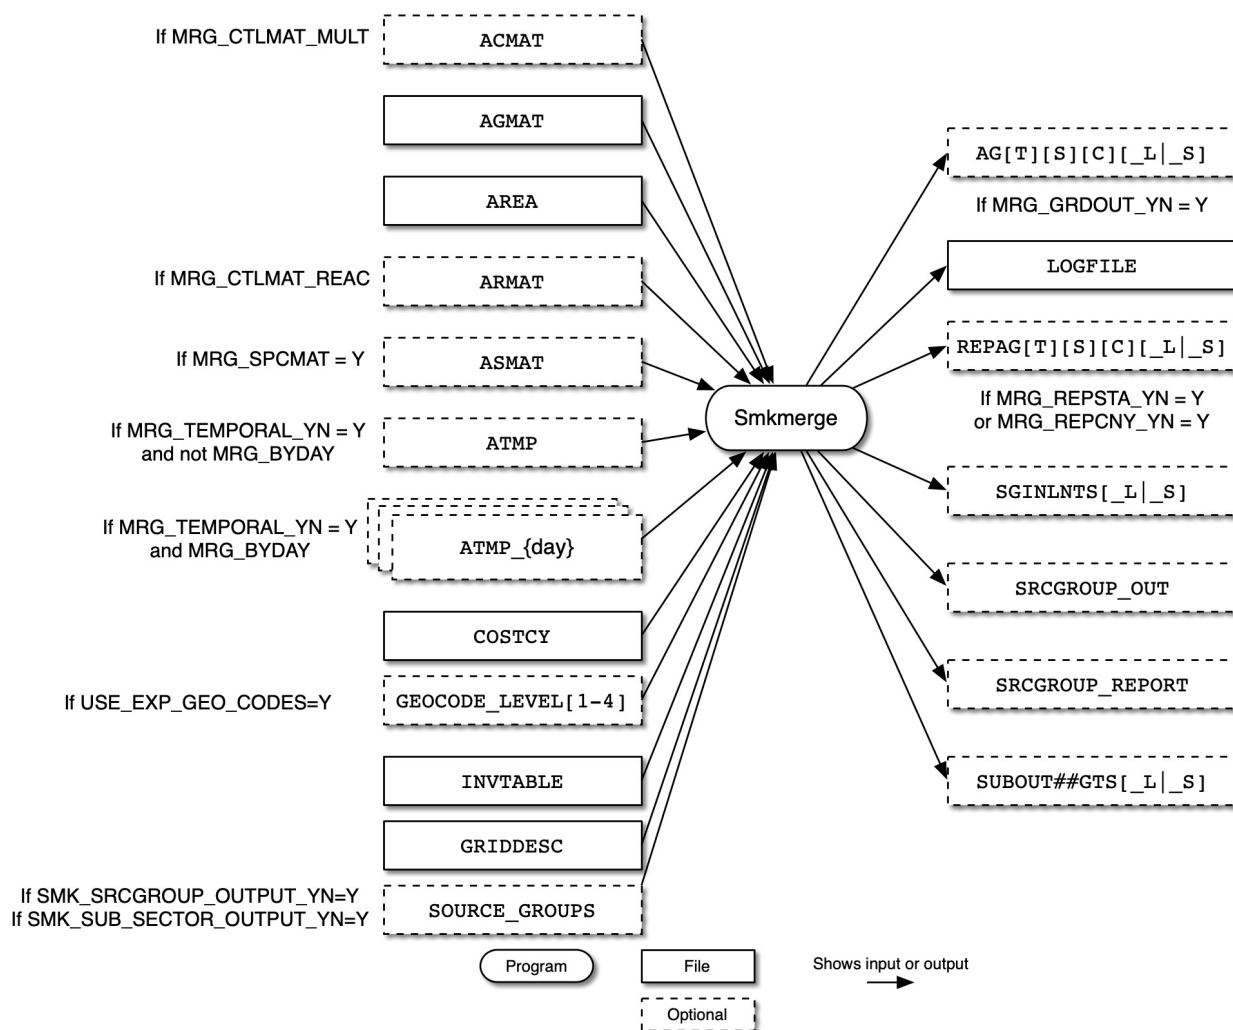 If MRG_CTLMAT_MULT
ACMAT
AGMAT
AREA
If MRG_CTLMAT_REAC
ARMAT
If MRG_SPCMAT = Y
ASMAT
If MRG_TEMPORAL_YN = Y
and not MRG_BYDAY
ATMP
If MRG_TEMPORAL_YN = Y
and MRG_BYDAY
ATMP_{day}
COSTCY
If USE_EXP_GEO_CODES=Y
GEOCODE_LEVEL[1-4]
INVTABLE
GRIDDESC
If SMK_SRCGROUP_OUTPUT_YN=Y
If SMK_SUB_SECTOR_OUTPUT_YN=Y
SOURCE_GROUPS
Smkmerge
AG[T][S][C][_L|_S]
If MRG_GRDOUT_YN = Y
LOGFILE
REPAG[T][S][C][_L|_S]
If MRG_REPSTA_YN = Y
or MRG_REPCNY_YN = Y
SGINLNTS[_L|_S]
SRCGROUP_OUT
SRCGROUP_REPORT
SUBOUT##GTS[_L|_S]
Program
File
Shows input or output
Optional